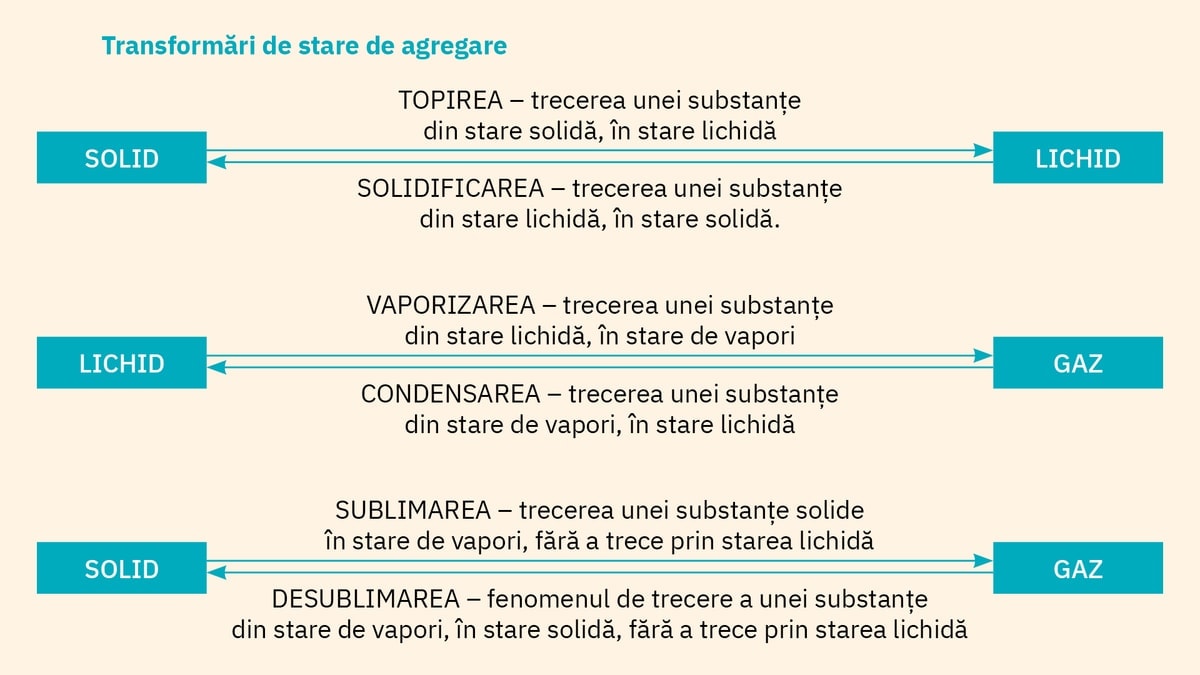 Transformări de stare de agregare
TOPIREA – trecerea unei substanțe
din stare solidă, în stare lichidă
SOLID
LICHID
SOLIDIFICAREA – trecerea unei substanțe
din stare lichidă, în stare solidă.
VAPORIZAREA – trecerea unei substanțe
din stare lichidă, în stare de vapori
LICHID
GAZ
CONDENSAREA – trecerea unei substanțe
din stare de vapori, în stare lichidă
SUBLIMAREA – trecerea unei substanțe solide
în stare de vapori, fără a trece prin starea lichidă
SOLID
GAZ
DESUBLIMAREA – fenomenul de trecere a unei substanțe
din stare de vapori, în stare solidă, fără a trece prin starea lichidă